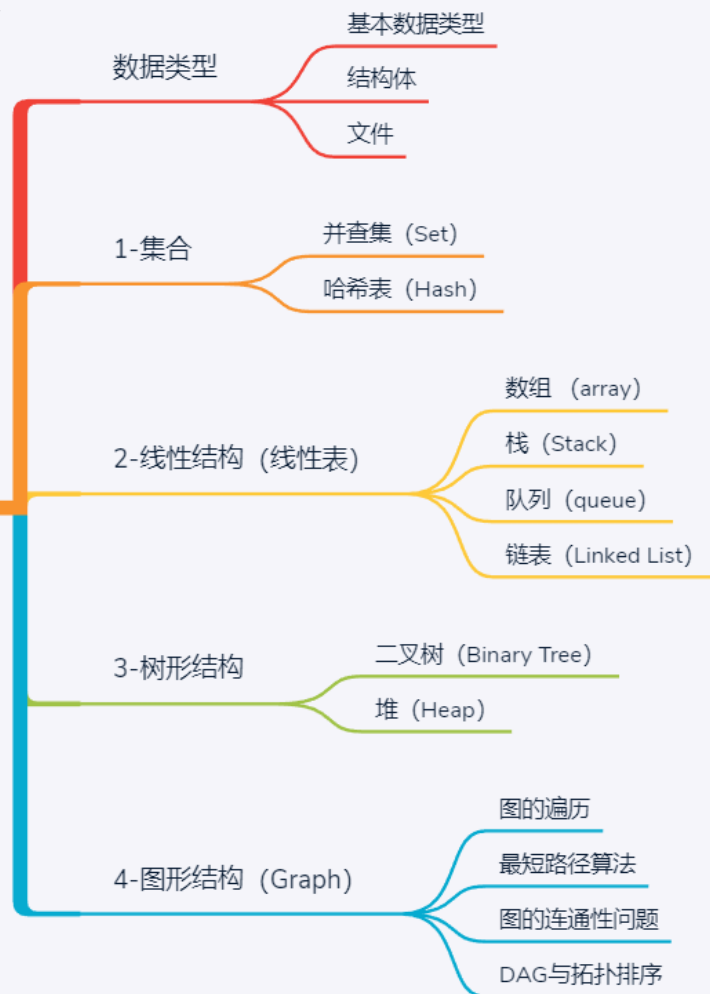 数据类型
基本数据类型
结构体
文件
1-集合
并查集（Set）
哈希表（Hash）
2-线性结构（线性表）
数组 （array）
栈（Stack）
队列（queue）
链表（Linked List）
3-树形结构
二叉树（Binary Tree）
堆（Heap）
4-图形结构（Graph）
图的遍历
最短路径算法
图的连通性问题
DAG与拓扑排序